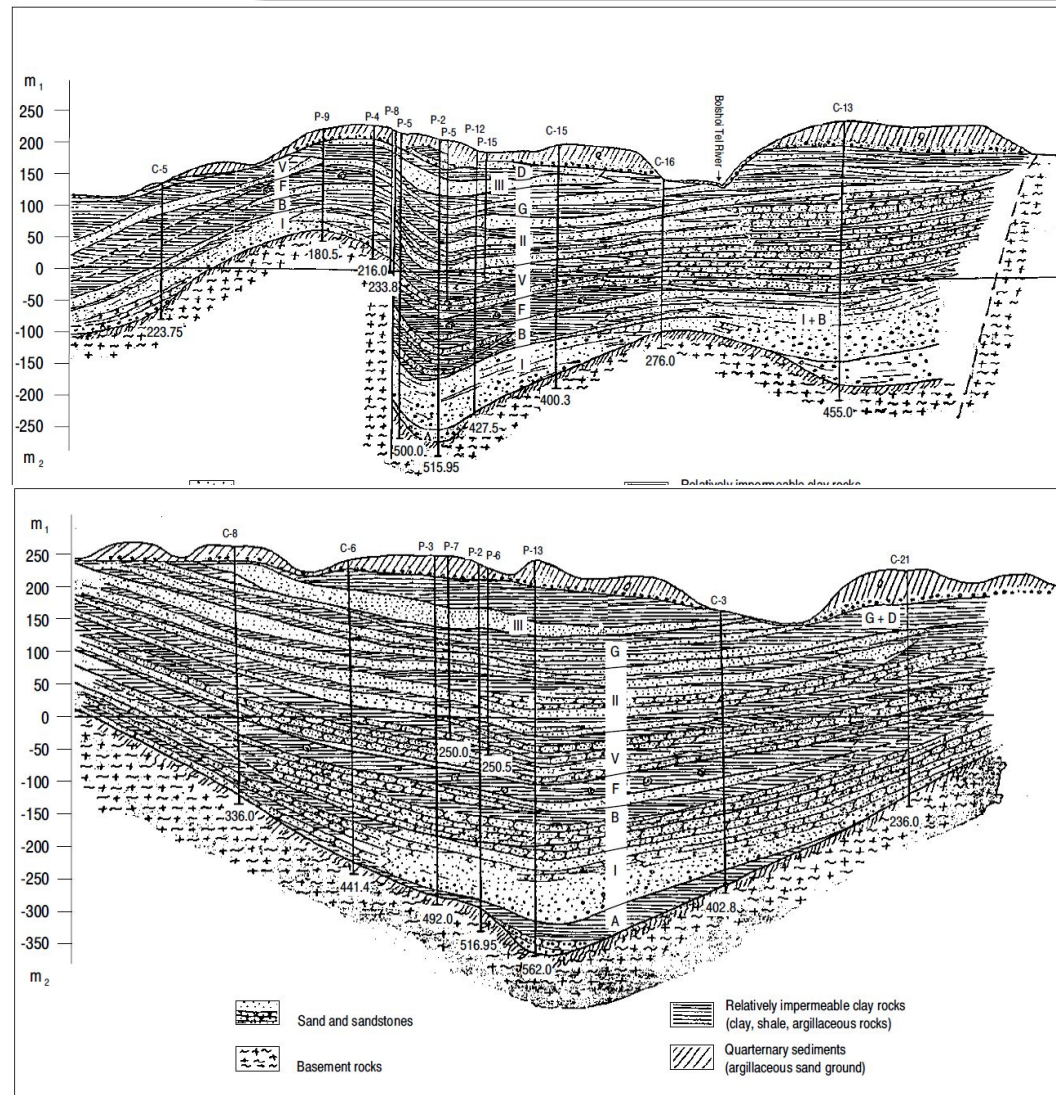 m1
250
200
150
100
50
0
-50
-100
-150
-200
-250
m2
C-5
P-9
P-4
P-8
P-5
P-2
P-5
P-12
P-15
C-15
C-16
Bolshoi Tel River
C-13
V
F
B
I
D
III
G
II
V
F
B
I
I + B
223.75
180.5
216.0
233.8
500.0
515.95
427.5
400.3
276.0
455.0
Relatively impermeable clay rocks
m1
250
200
150
100
50
0
-50
-100
-150
-200
-250
-300
-350
m2
C-8
C-6
P-3
P-7
P-2
P-6
P-13
C-3
C-21
III
G
II
V
F
B
I
A
G + D
336.0
441.4
492.0
250.0
250.5
516.95
562.0
402.8
236.0
Sand and sandstones
Basement rocks
Relatively impermeable clay rocks
(clay, shale, argillaceous rocks)
Quarternary sediments
(argillaceous sand ground)